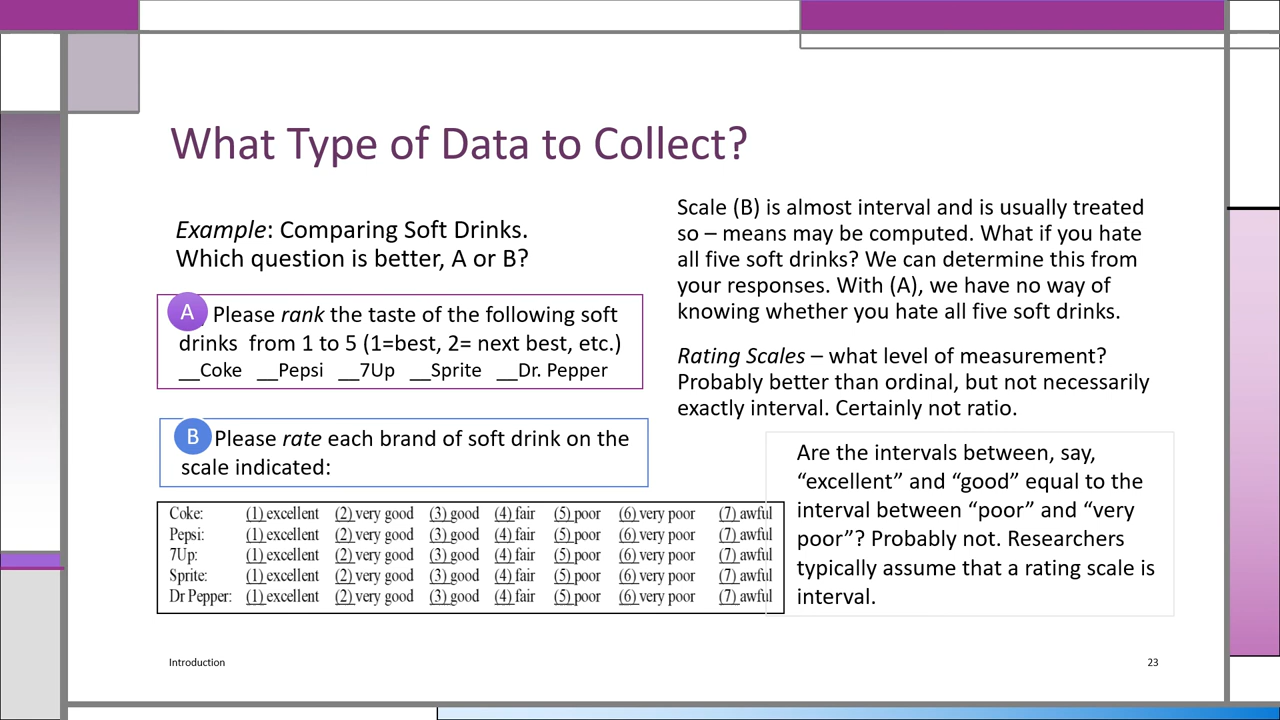 What Type of Data to Collect?
Example: Comparing Soft Drinks.
Which question is better, A or B?
A Please rank the taste of the following soft
drinks from 1 to 5 (1=best, 2= next best, etc.)
__Coke __Pepsi __7Up __Sprite __Dr. Pepper
B Please rate each brand of soft drink on the
scale indicated:
Coke: (1) excellent (2) very good (3) good (4) fair (5) poor (6) very poor (7) awful
Pepsi: (1) excellent (2) very good (3) good (4) fair (5) poor (6) very poor (7) awful
7Up: (1) excellent (2) very good (3) good (4) fair (5) poor (6) very poor (7) awful
Sprite: (1) excellent (2) very good (3) good (4) fair (5) poor (6) very poor (7) awful
Dr Pepper: (1) excellent (2) very good (3) good (4) fair (5) poor (6) very poor (7) awful
Scale (B) is almost interval and is usually treated
so – means may be computed. What if you hate
all five soft drinks? We can determine this from
your responses. With (A), we have no way of
knowing whether you hate all five soft drinks.
Rating Scales – what level of measurement?
Probably better than ordinal, but not necessarily
exactly interval. Certainly not ratio.
Are the intervals between, say,
“excellent” and “good” equal to the
interval between “poor” and “very
poor”? Probably not. Researchers
typically assume that a rating scale is
interval.
Introduction
23